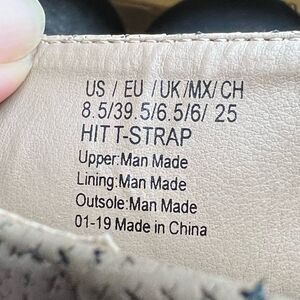 US / EU / UK/MX/ CH
8.5/39.5/6.5/6/ 25
HIT T-STRAP
Upper:Man Made
Lining:Man Made
Outsole:Man Made
01-19 Made in China